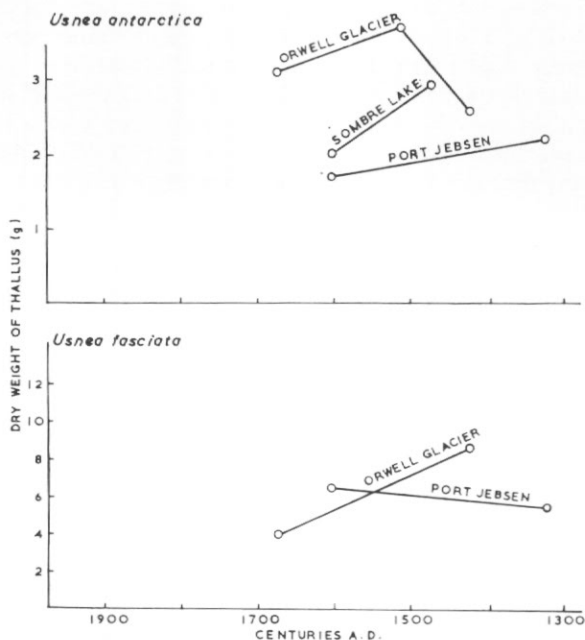 Usnea antarctica
ORWELL GLACIER
3
SOMBRE LAKE
2
PORT JEBSEN
1
DRY WEIGHT OF THALLUS (g)
Usnea fasciata
12
10
8
6
4
2
ORWELL GLACIER
PORT JEBSEN
1900
1700
1500
1300
CENTURIES A.D.